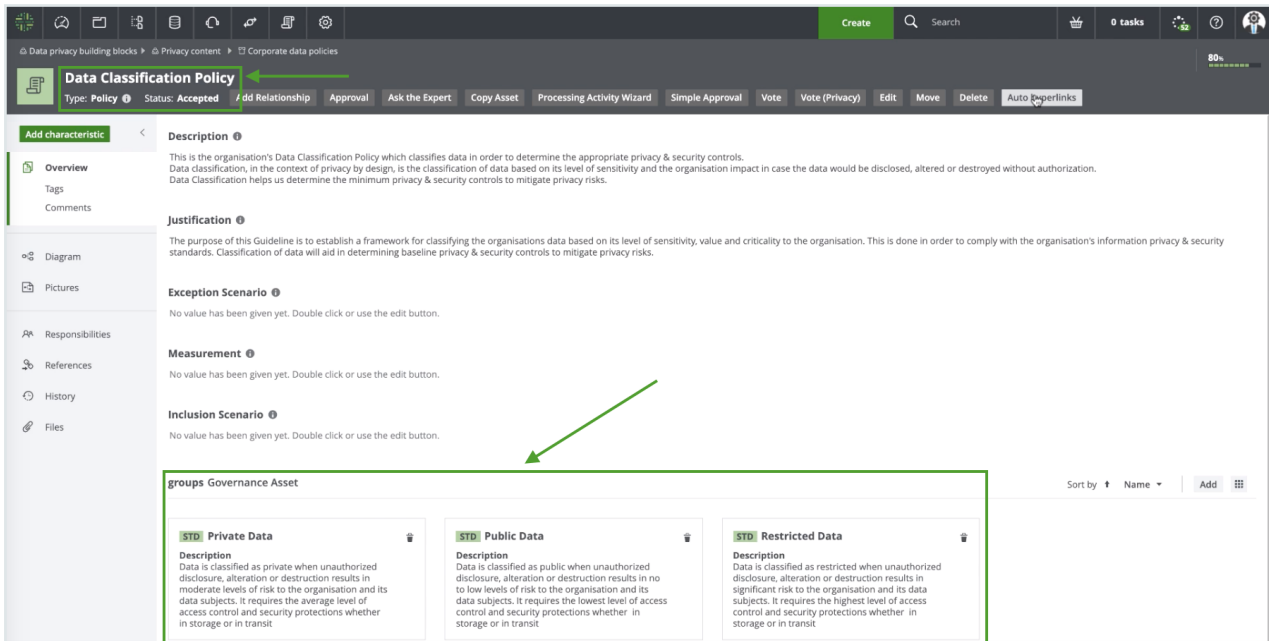 Create
Search
0 tasks
52
Data privacy building blocks
Privacy content
Corporate data policies
80%
Data Classification Policy
Type: Policy
Status: Accepted
Add Relationship
Approval
Ask the Expert
Copy Asset
Processing Activity Wizard
Simple Approval
Vote
Vote (Privacy)
Edit
Move
Delete
Auto Hyperlinks
Add characteristic
Overview
Tags
Comments
Diagram
Pictures
Responsibilities
References
History
Files
Description
This is the organisation's Data Classification Policy which classifies data in order to determine the appropriate privacy & security controls.
Data classification, in the context of privacy by design, is the classification of data based on its level of sensitivity and the organisation impact in case the data would be disclosed, altered or destroyed without authorization.
Data Classification helps us determine the minimum privacy & security controls to mitigate privacy risks.
Justification
The purpose of this Guideline is to establish a framework for classifying the organisations data based on its level of sensitivity, value and criticality to the organisation. This is done in order to comply with the organisation's information privacy & security
standards. Classification of data will aid in determining baseline privacy & security controls to mitigate privacy risks.
Exception Scenario
No value has been given yet. Double click or use the edit button.
Measurement
No value has been given yet. Double click or use the edit button.
Inclusion Scenario
No value has been given yet. Double click or use the edit button.
groups Governance Asset
Sort by
Name
Add
STD Private Data
Description
Data is classified as private when unauthorized
disclosure, alteration or destruction results in
moderate levels of risk to the organisation and its
data subjects. It requires the average level of
access control and security protections whether
in storage or in transit
STD Public Data
Description
Data is classified as public when unauthorized
disclosure, alteration or destruction results in no
to low levels of risk to the organisation and its
data subjects. It requires the lowest level of access
control and security protections whether in
storage or in transit
STD Restricted Data
Description
Data is classified as restricted when unauthorized
disclosure, alteration or destruction results in
significant risk to the organisation and its data
subjects. It requires the highest level of access
control and security protections whether in
storage or in transit